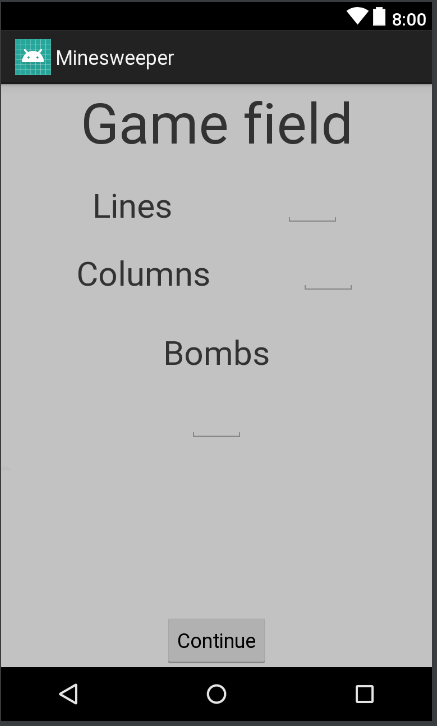 8:00
Minesweeper
Game field
Lines
Columns
Bombs
Continue